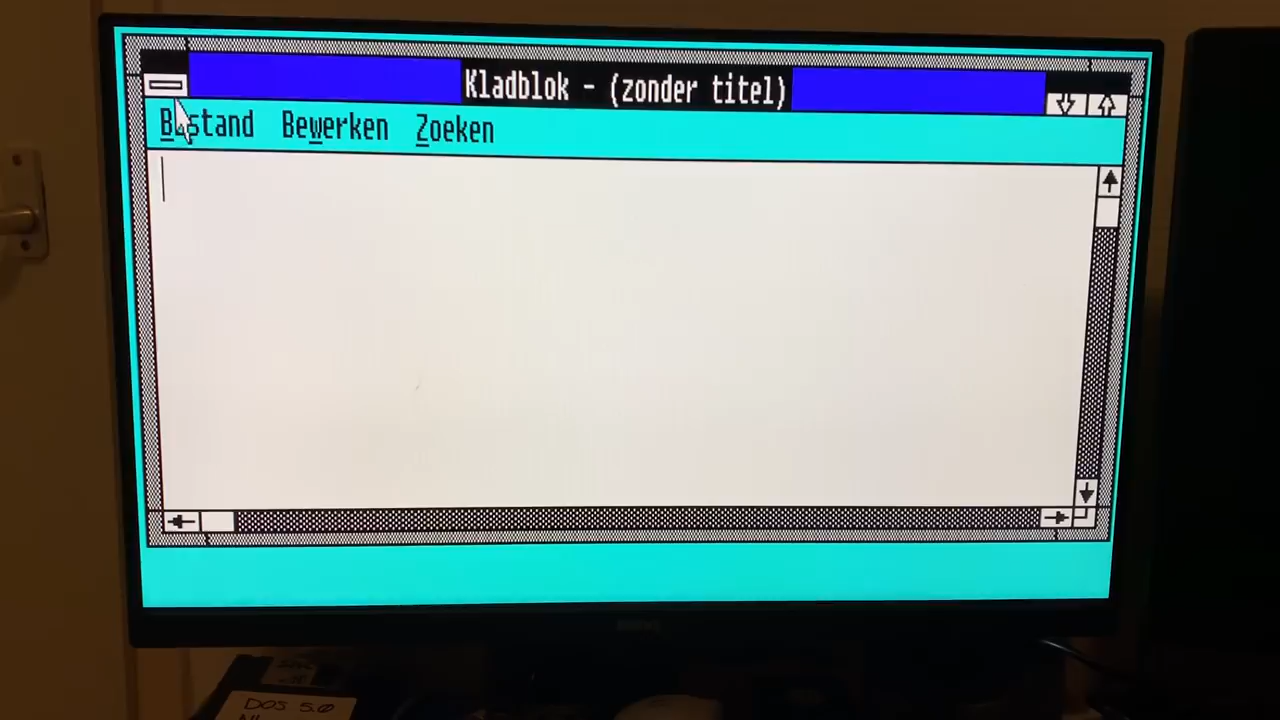 Kladblok - (zonder titel)
Bestand Bewerken Zoeken
DOS 5.0